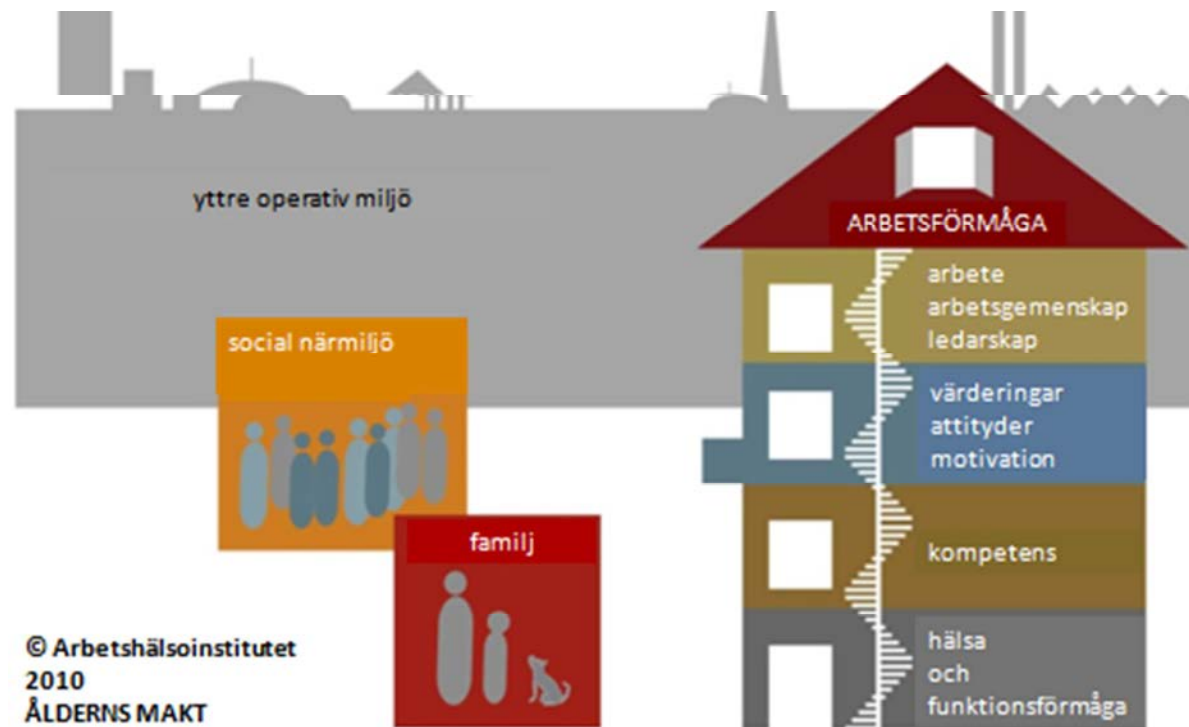 yttre operativ miljö
ARBETSFÖRMÅGA
arbete
arbetsgemenskap
ledarskap
social närmiljö
värderingar
attityder
motivation
familj
kompetens
hälsa
och
funktionsförmåga
© Arbetshälsoinstitutet
2010
ÅLDERNS MAKT